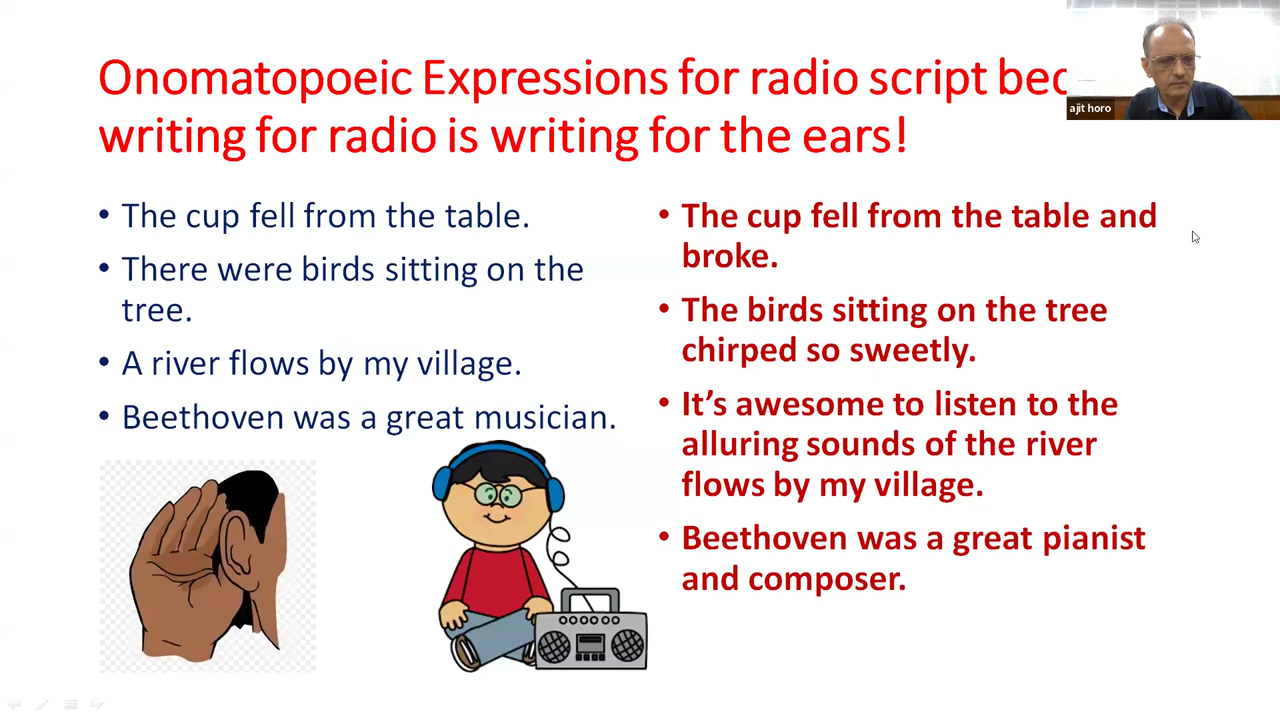 Onomatopoeic Expressions for radio script
writing for radio is writing for the ears!
ajit horo
• The cup fell from the table.
• There were birds sitting on the
tree.
• A river flows by my village.
• Beethoven was a great musician.
• The cup fell from the table and
broke.
• The birds sitting on the tree
chirped so sweetly.
• It's awesome to listen to the
alluring sounds of the river
flows by my village.
• Beethoven was a great pianist
and composer.